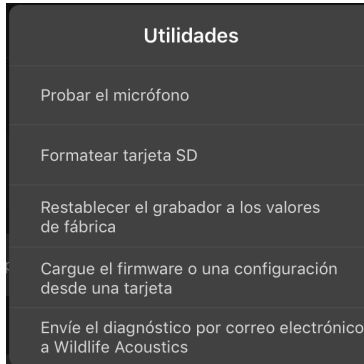 Utilidades
Probar el micrófono
Formatear tarjeta SD
Restablecer el grabador a los valores
de fábrica
Cargue el firmware o una configuración
desde una tarjeta
Envíe el diagnóstico por correo electrónico
a Wildlife Acoustics